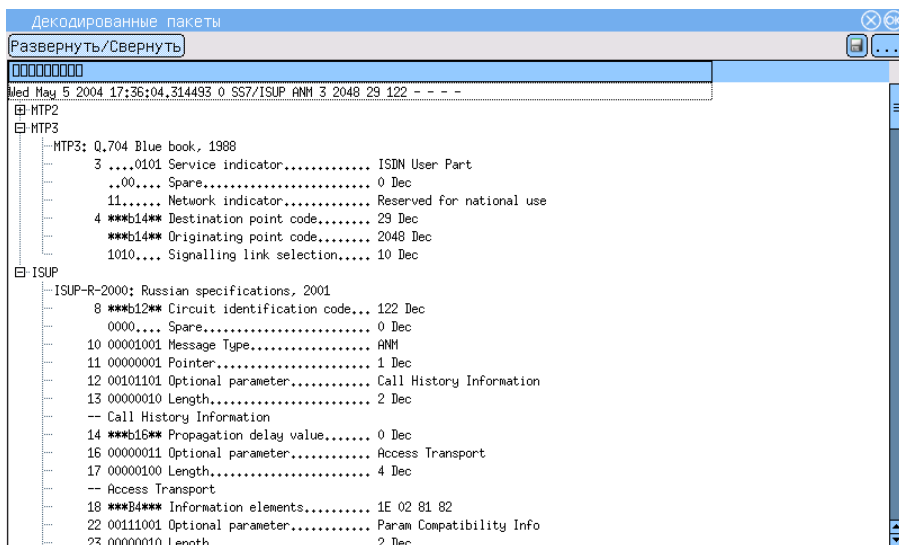 Декодированные пакеты
Развернуть/Свернуть
...
Wed May 5 2004 17:36:04.314493 0 SS7/ISUP ANM 3 2048 29 122 - - - -
MTP2
MTP3
MTP3: Q.704 Blue book, 1988
3 ....0101 Service indicator............. ISDN User Part
..00.... Spare......................... 0 Dec
11...... Network indicator............. Reserved for national use
4 ***b14** Destination point code........ 29 Dec
***b14** Originating point code........ 2048 Dec
1010.... Signalling link selection..... 10 Dec
ISUP
ISUP-R-2000: Russian specifications, 2001
8 ***b12** Circuit identification code... 122 Dec
0000.... Spare......................... 0 Dec
10 00001001 Message Type.................. ANM
11 00000001 Pointer....................... 1 Dec
12 00101101 Optional parameter............ Call History Information
13 00000010 Length........................ 2 Dec
-- Call History Information
14 ***b16** Propagation delay value....... 0 Dec
16 00000011 Optional parameter............ Access Transport
17 00000100 Length........................ 4 Dec
-- Access Transport
18 ***B4*** Information elements.......... 1E 02 81 82
22 00111001 Optional parameter............ Param Compatibility Info
23 00000010 Length........................ 2 Dec